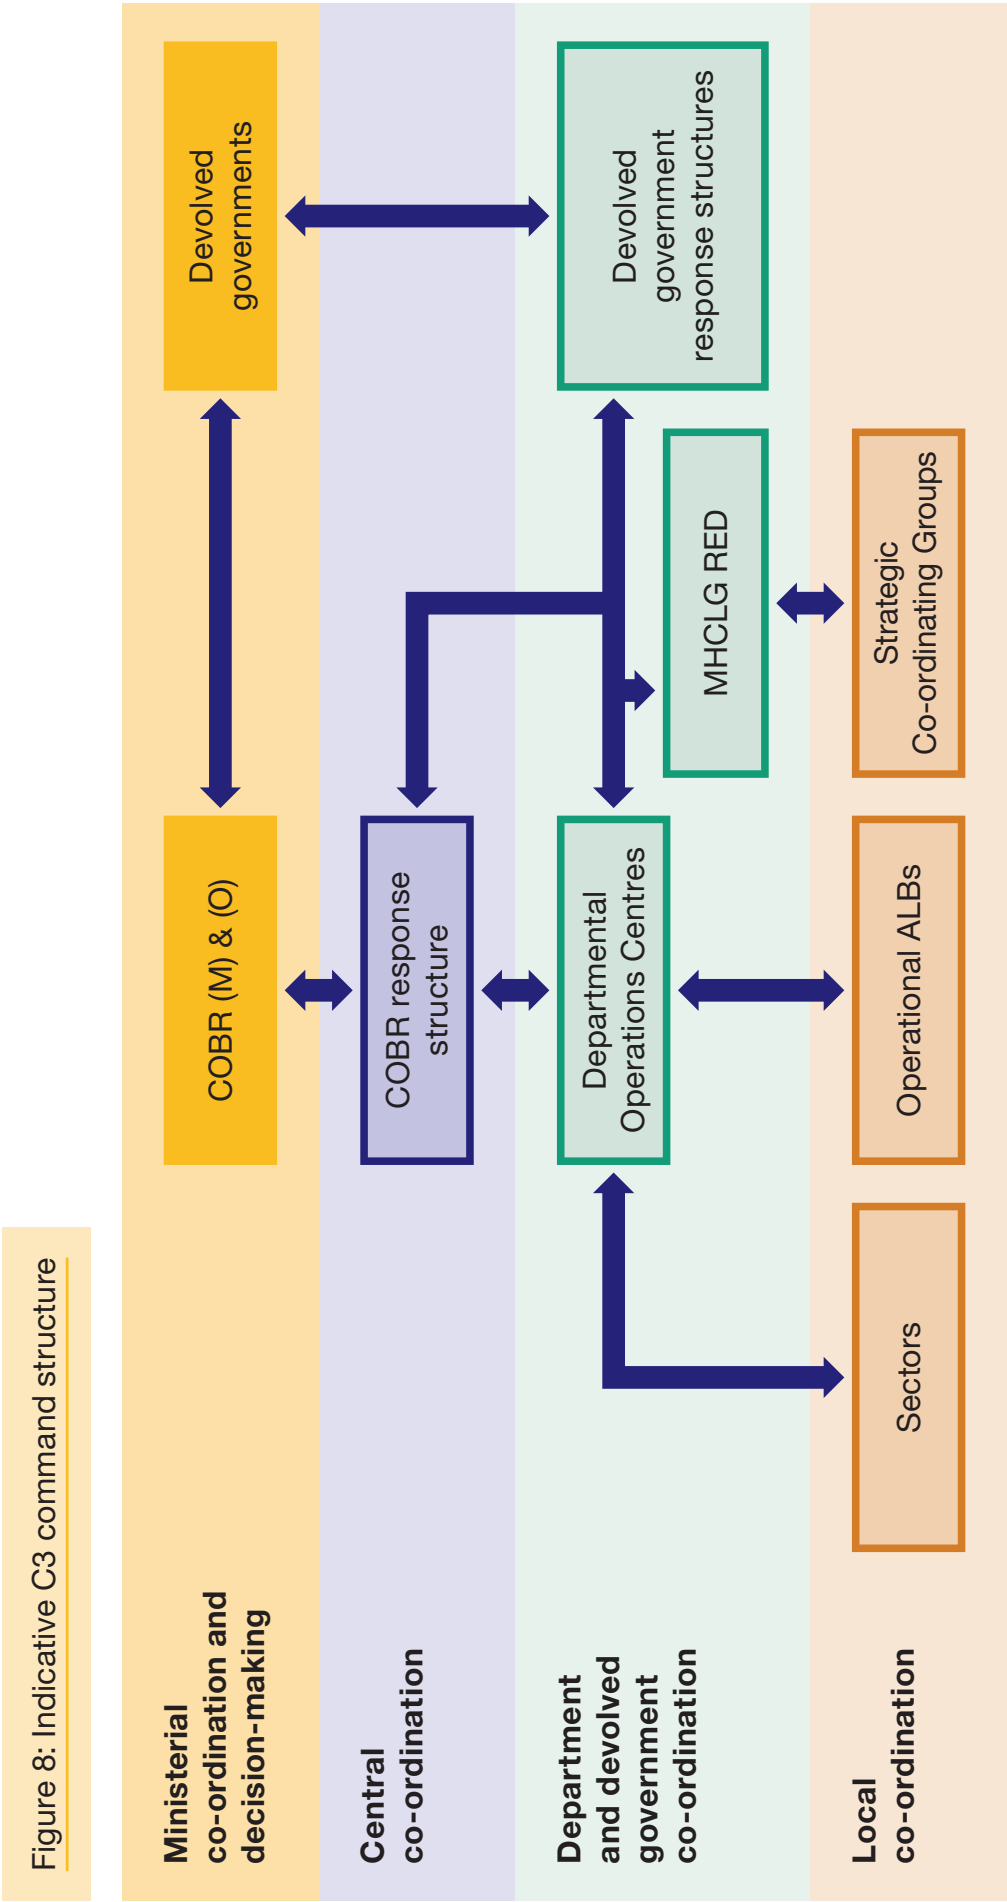 Figure 8: Indicative C3 command structure
Ministerial
co-ordination and
decision-making
COBR (M) & (O)
Devolved
governments
Central
co-ordination
COBR response
structure
Department
and devolved
government
co-ordination
Departmental
Operations Centres
MHCLG RED
Devolved
government
response structures
Local
co-ordination
Sectors
Operational ALBs
Strategic
Co-ordinating Groups